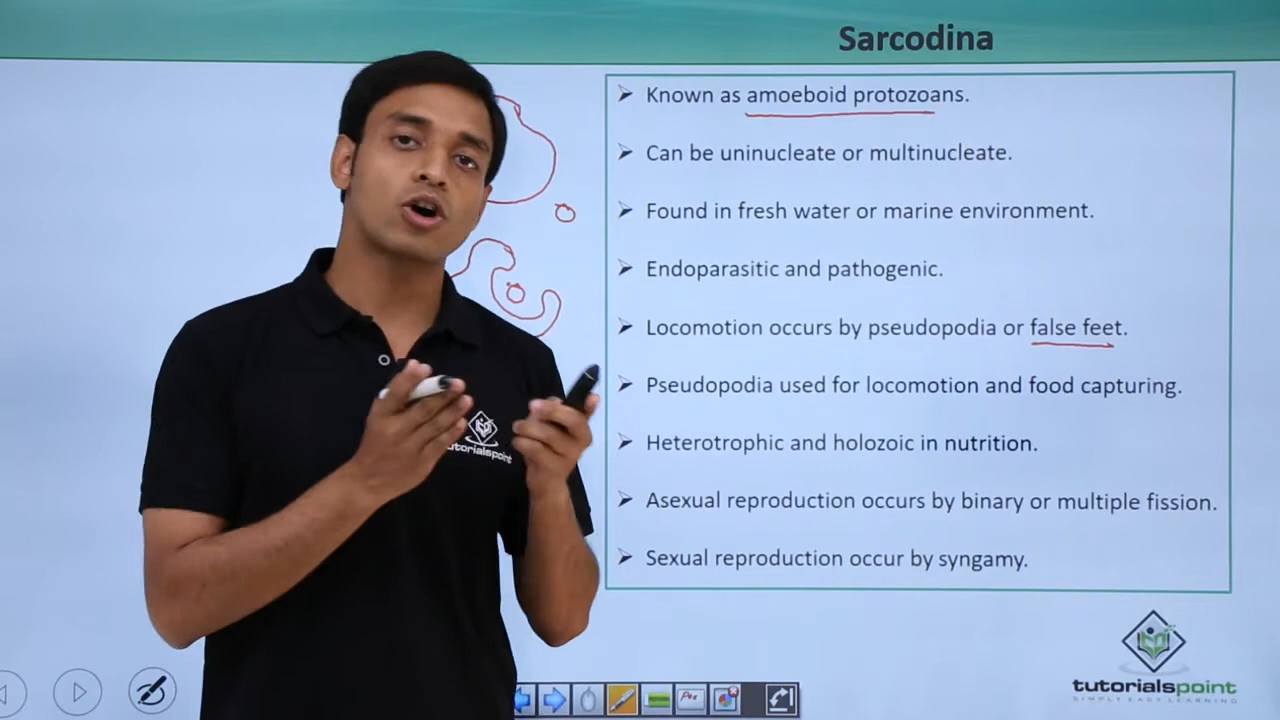 Sarcodina
➢ Known as amoeboid protozoans.
➢ Can be uninucleate or multinucleate.
➢ Found in fresh water or marine environment.
➢ Endoparasitic and pathogenic.
➢ Locomotion occurs by pseudopodia or false feet.
➢ Pseudopodia used for locomotion and food capturing.
➢ Heterotrophic and holozoic in nutrition.
➢ Asexual reproduction occurs by binary or multiple fission.
➢ Sexual reproduction occur by syngamy.
utorialspoint
tutorialspoint
SIMPLY EASY LEARNING